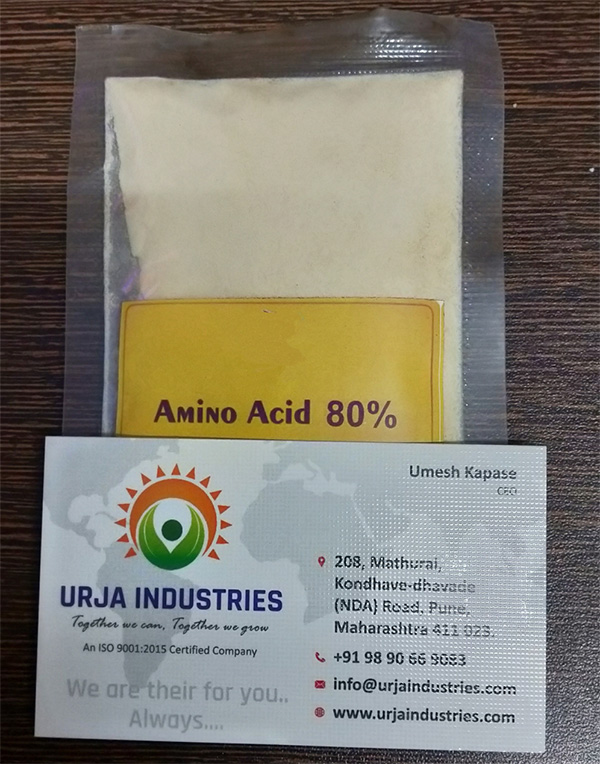 Amino Acid 80%
Umesh Kapase
CEO
URJA INDUSTRIES
Together we can, Together we grow
An ISO 9001:2015 Certified Company
We are their for you..
Always....
208, Mathurai,
Kondhave-dhavade
(NDA) Road, Pune,
Maharashtra 411 023.
+91 98 90 66 9083
info@urjaindustries.com
www.urjaindustries.com